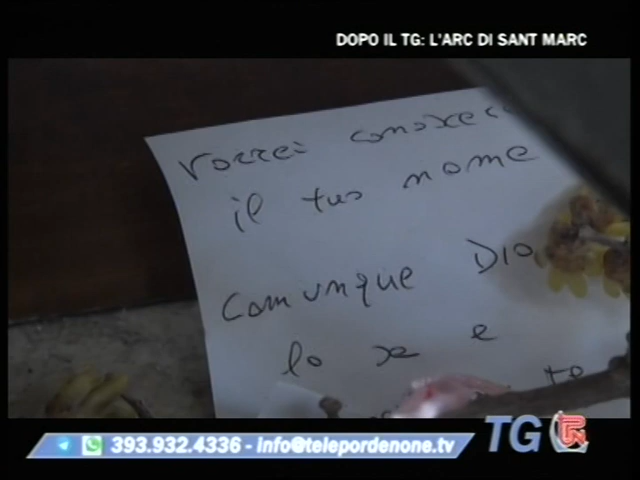 DOPO IL TG: L'ARC DI SANT MARC
Vorrei conoscere
il tuo nome
Comunque DIO
lo
e
te
393.932.4336 - info@telepordenone.tv
TG